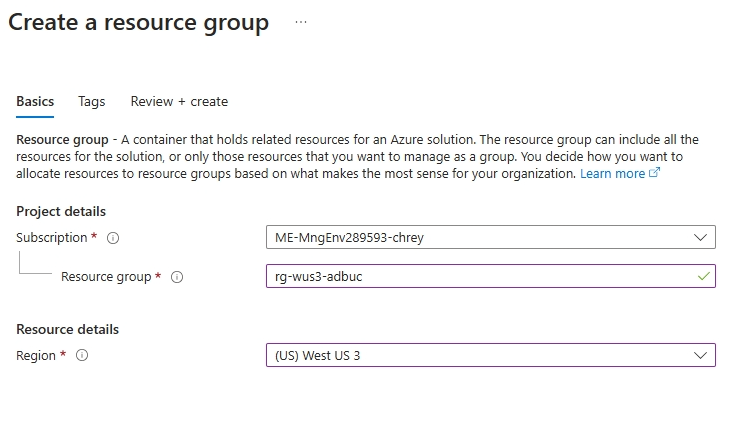 Create a resource group ...
Basics Tags Review + create
Resource group - A container that holds related resources for an Azure solution. The resource group can include all the
resources for the solution, or only those resources that you want to manage as a group. You decide how you want to
allocate resources to resource groups based on what makes the most sense for your organization. Learn more
Project details
Subscription * ME-MngEnv289593-chrey
Resource group * rg-wus3-adbuc
Resource details
Region * (US) West US 3